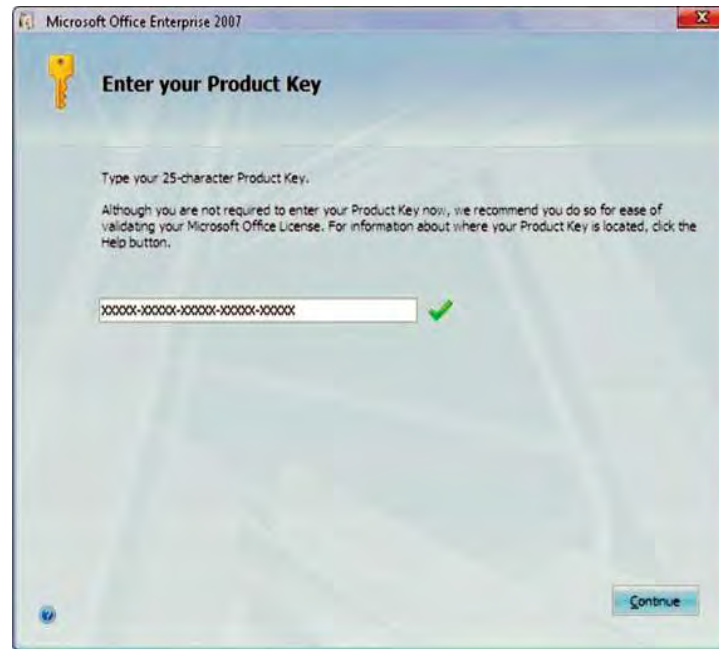 Microsoft Office Enterprise 2007
Enter your Product Key
Type your 25-character Product Key.
Although you are not required to enter your Product Key now, we recommend you do so for ease of
validating your Microsoft Office License. For information about where your Product Key is located, click the
Help button.
XXXXX-XXXXX-XXXXX-XXXXX-XXXXX
Continue